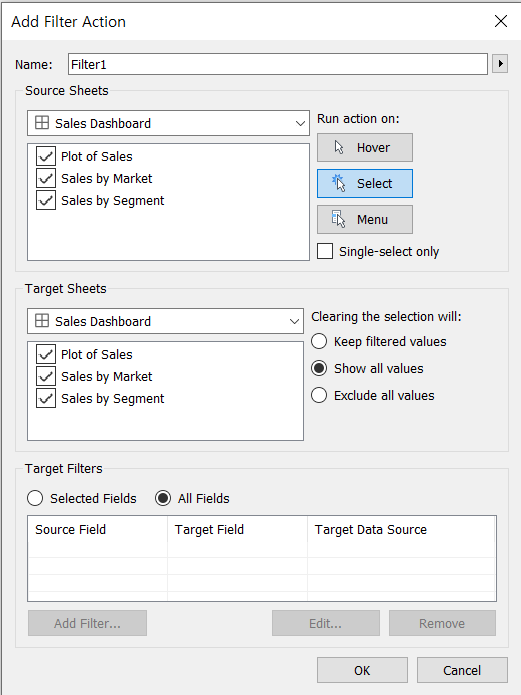 Add Filter Action
Name: Filter1
Source Sheets
Sales Dashboard
Plot of Sales
Sales by Market
Sales by Segment
Run action on:
Hover
Select
Menu
Single-select only
Target Sheets
Sales Dashboard
Plot of Sales
Sales by Market
Sales by Segment
Clearing the selection will:
Keep filtered values
Show all values
Exclude all values
Target Filters
Selected Fields All Fields
Source Field Target Field Target Data Source
Add Filter... Edit... Remove
OK Cancel